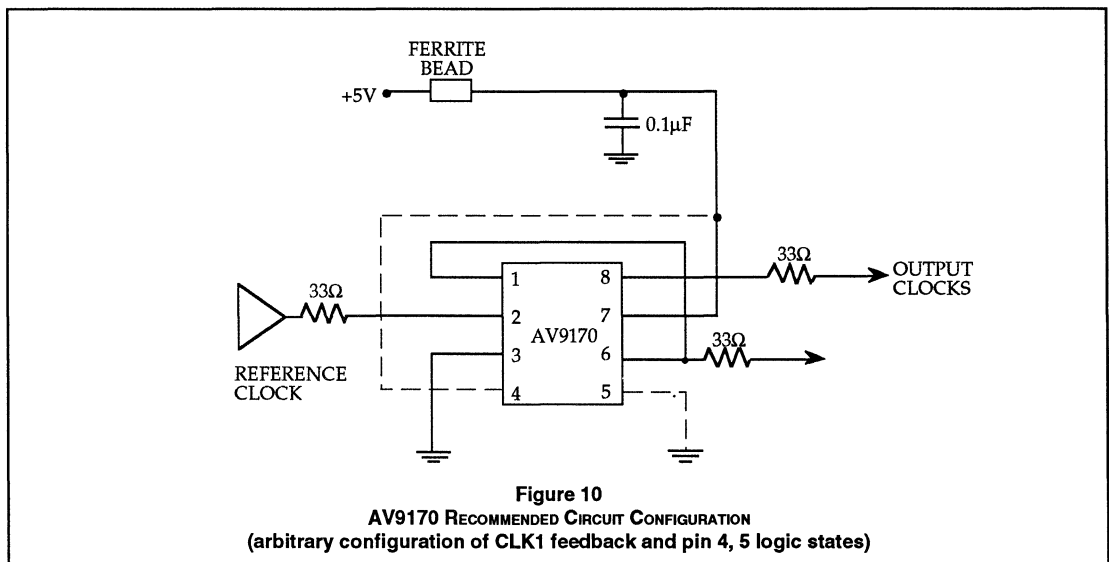 FERRITE
BEAD
+5V
0.1µF
33Ω
OUTPUT
CLOCKS
1
8
33Ω
2
7
AV9170
33Ω
3
6
REFERENCE
CLOCK
4
5
Figure 10
AV9170 RECOMMENDED CIRCUIT CONFIGURATION
(arbitrary configuration of CLK1 feedback and pin 4, 5 logic states)